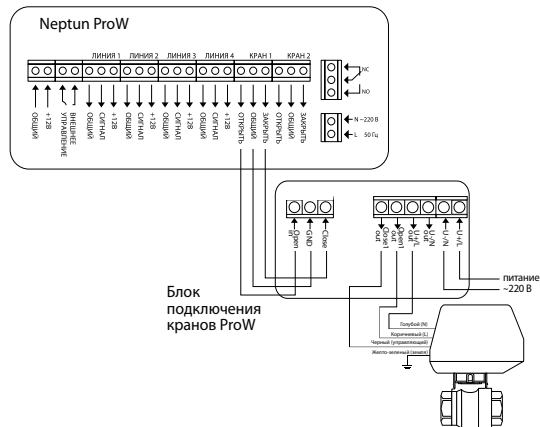 Neptun ProW
ЛИНИЯ 1 ЛИНИЯ 2 ЛИНИЯ 3 ЛИНИЯ 4 КРАН 1 КРАН 2
ОБЩИЙ
+12В
УПРАВЛЕНИЕ
ВНЕШНЕЕ
ОБЩИЙ
СИГНАЛ
+12В
ОБЩИЙ
СИГНАЛ
+12В
ОБЩИЙ
СИГНАЛ
+12В
ОБЩИЙ
СИГНАЛ
+12В
ОТКРЫТЬ
ОБЩИЙ
ЗАКРЫТЬ
ОТКРЫТЬ
ОБЩИЙ
ЗАКРЫТЬ
NC
NO
N ~220 В
L 50 Гц
Open in
GND
Close
Close1 out
Open1 out
U+/L out
U-/N out
U-/N
U+/L
питание
~220 В
Блок
подключения
кранов ProW
Голубой (N)
Коричневый (L)
Черный (управляющий)
Желто-зеленый (земля)